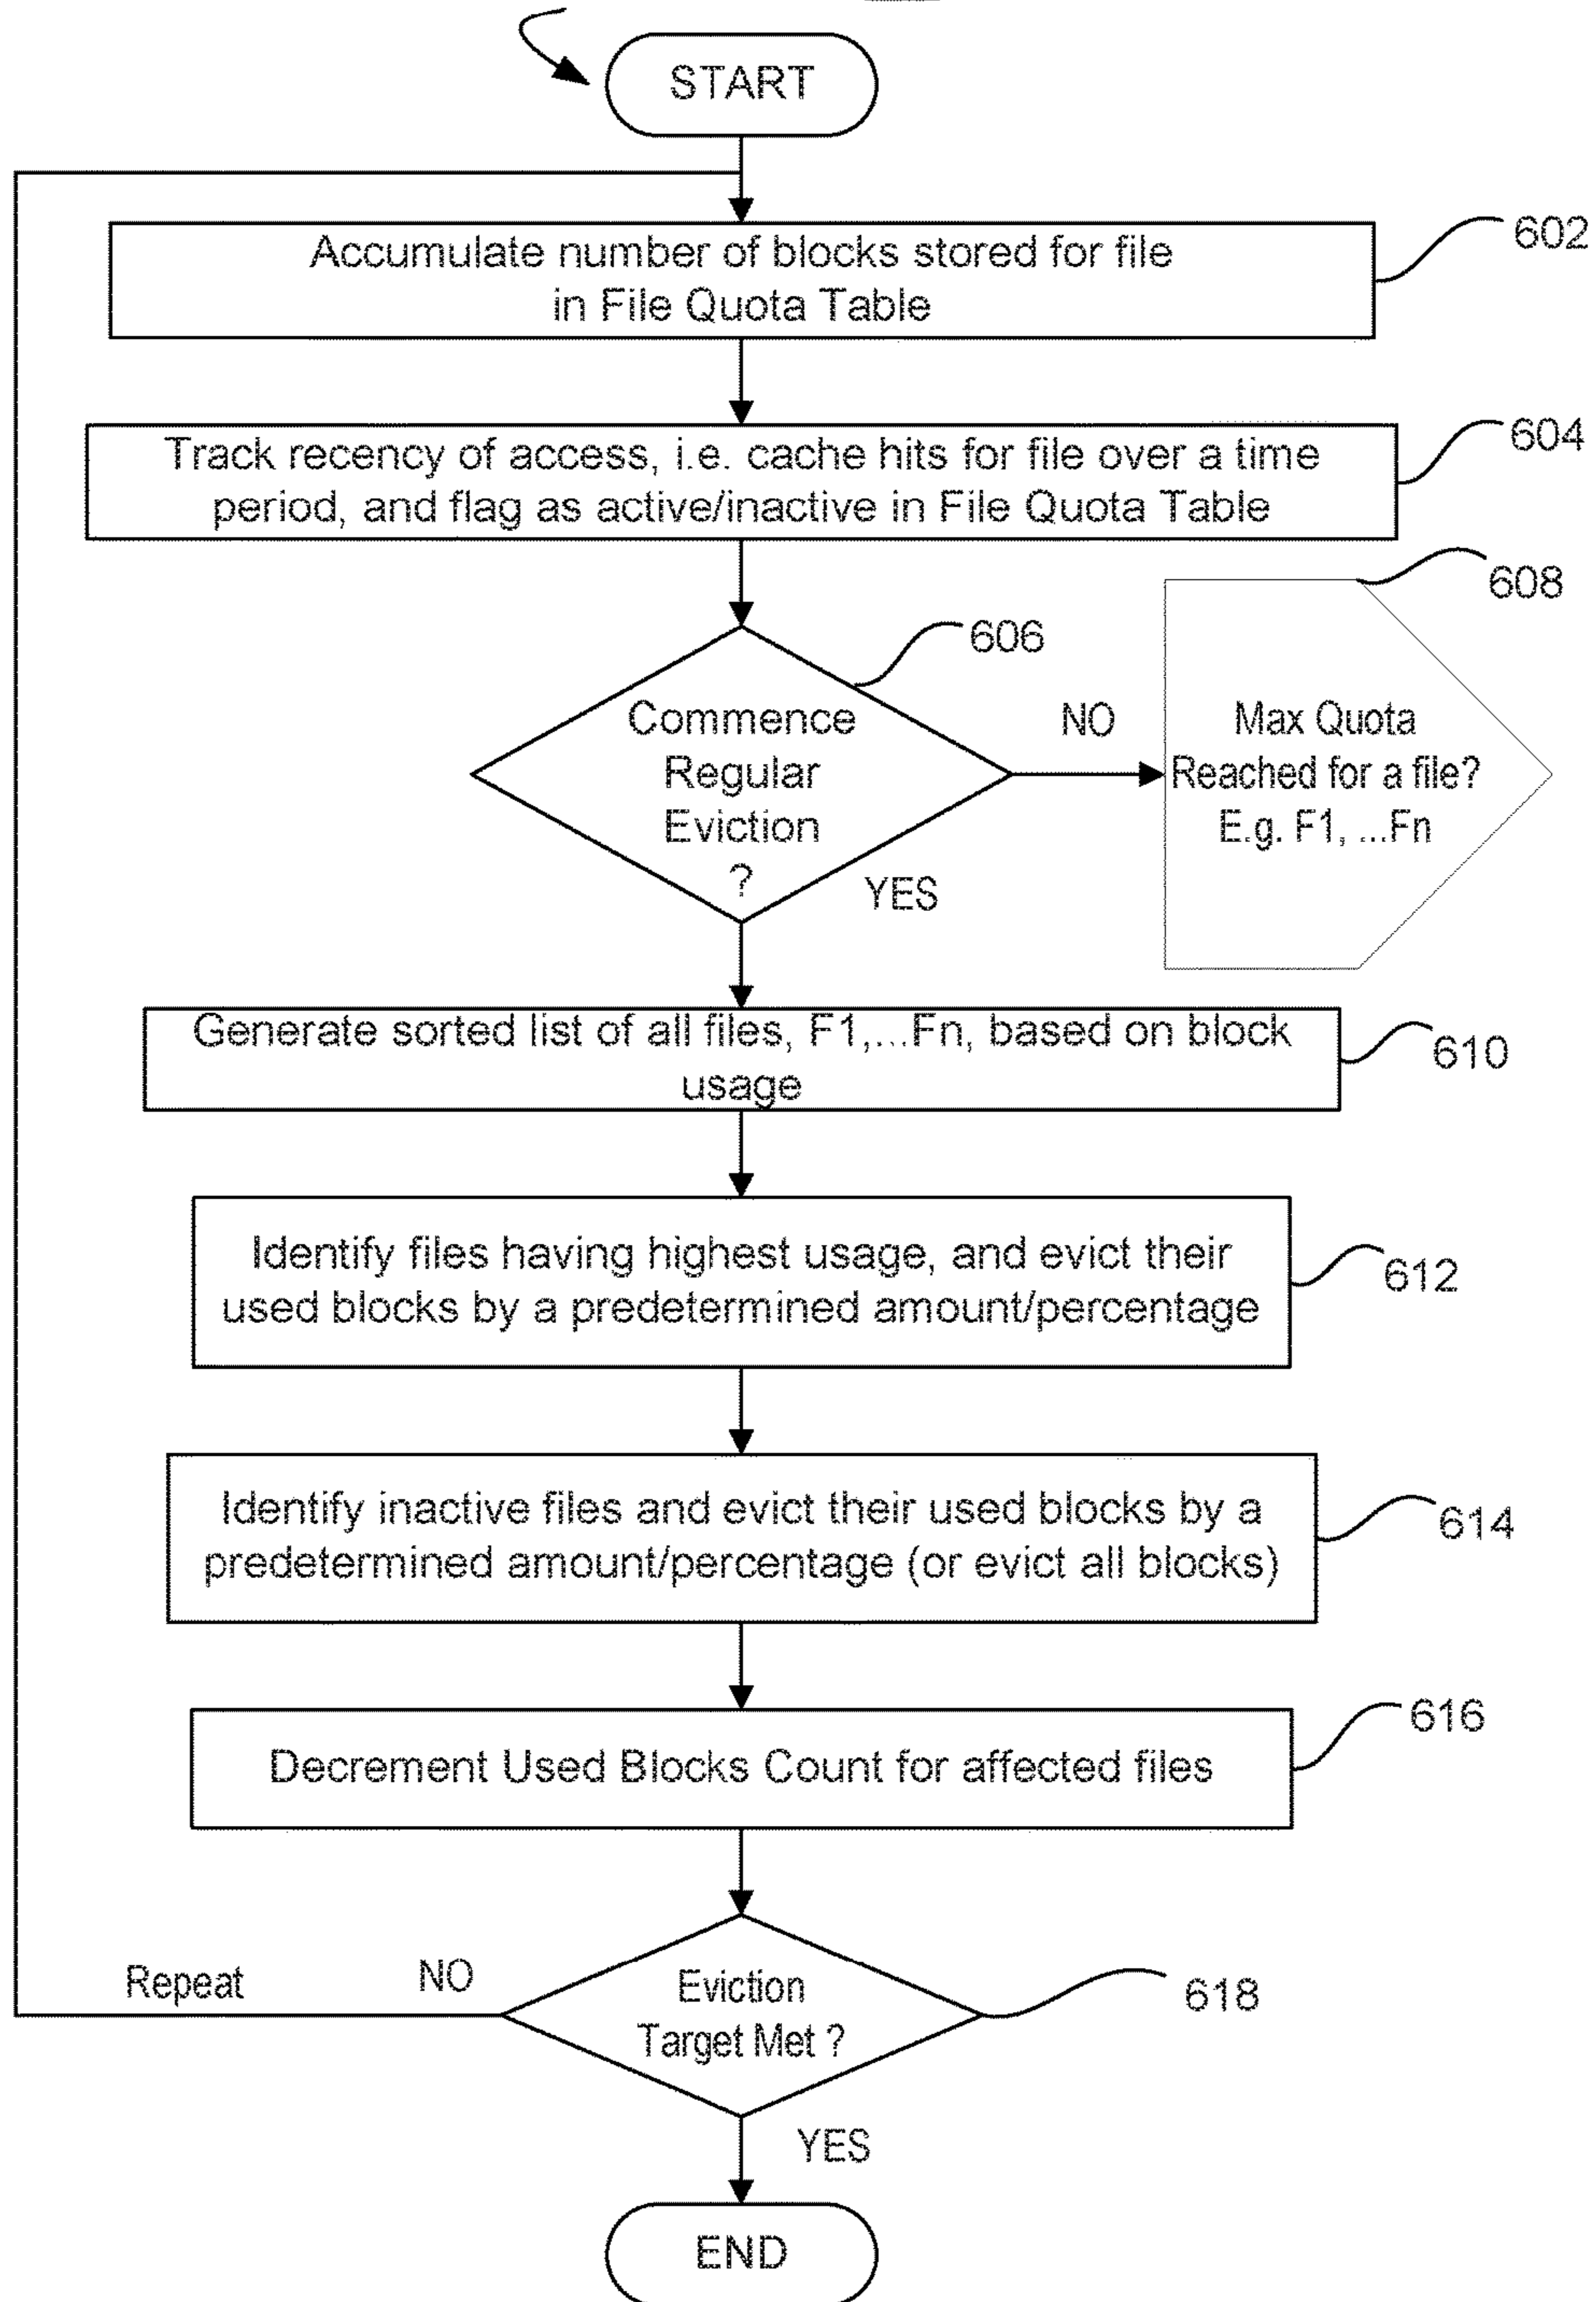 START
Accumulate number of blocks stored for file
in File Quota Table
602
Track recency of access, i.e. cache hits for file over a time
period, and flag as active/inactive in File Quota Table
604
608
606
Commence
Regular
Eviction
?
NO
YES
Max Quota
Reached for a file?
E.g. F1, ...Fn
Generate sorted list of all files, F1,...Fn, based on block
usage
610
Identify files having highest usage, and evict their
used blocks by a predetermined amount/percentage
612
Identify inactive files and evict their used blocks by a
predetermined amount/percentage (or evict all blocks)
614
616
Decrement Used Blocks Count for affected files
Repeat
NO
Eviction
Target Met ?
618
YES
END